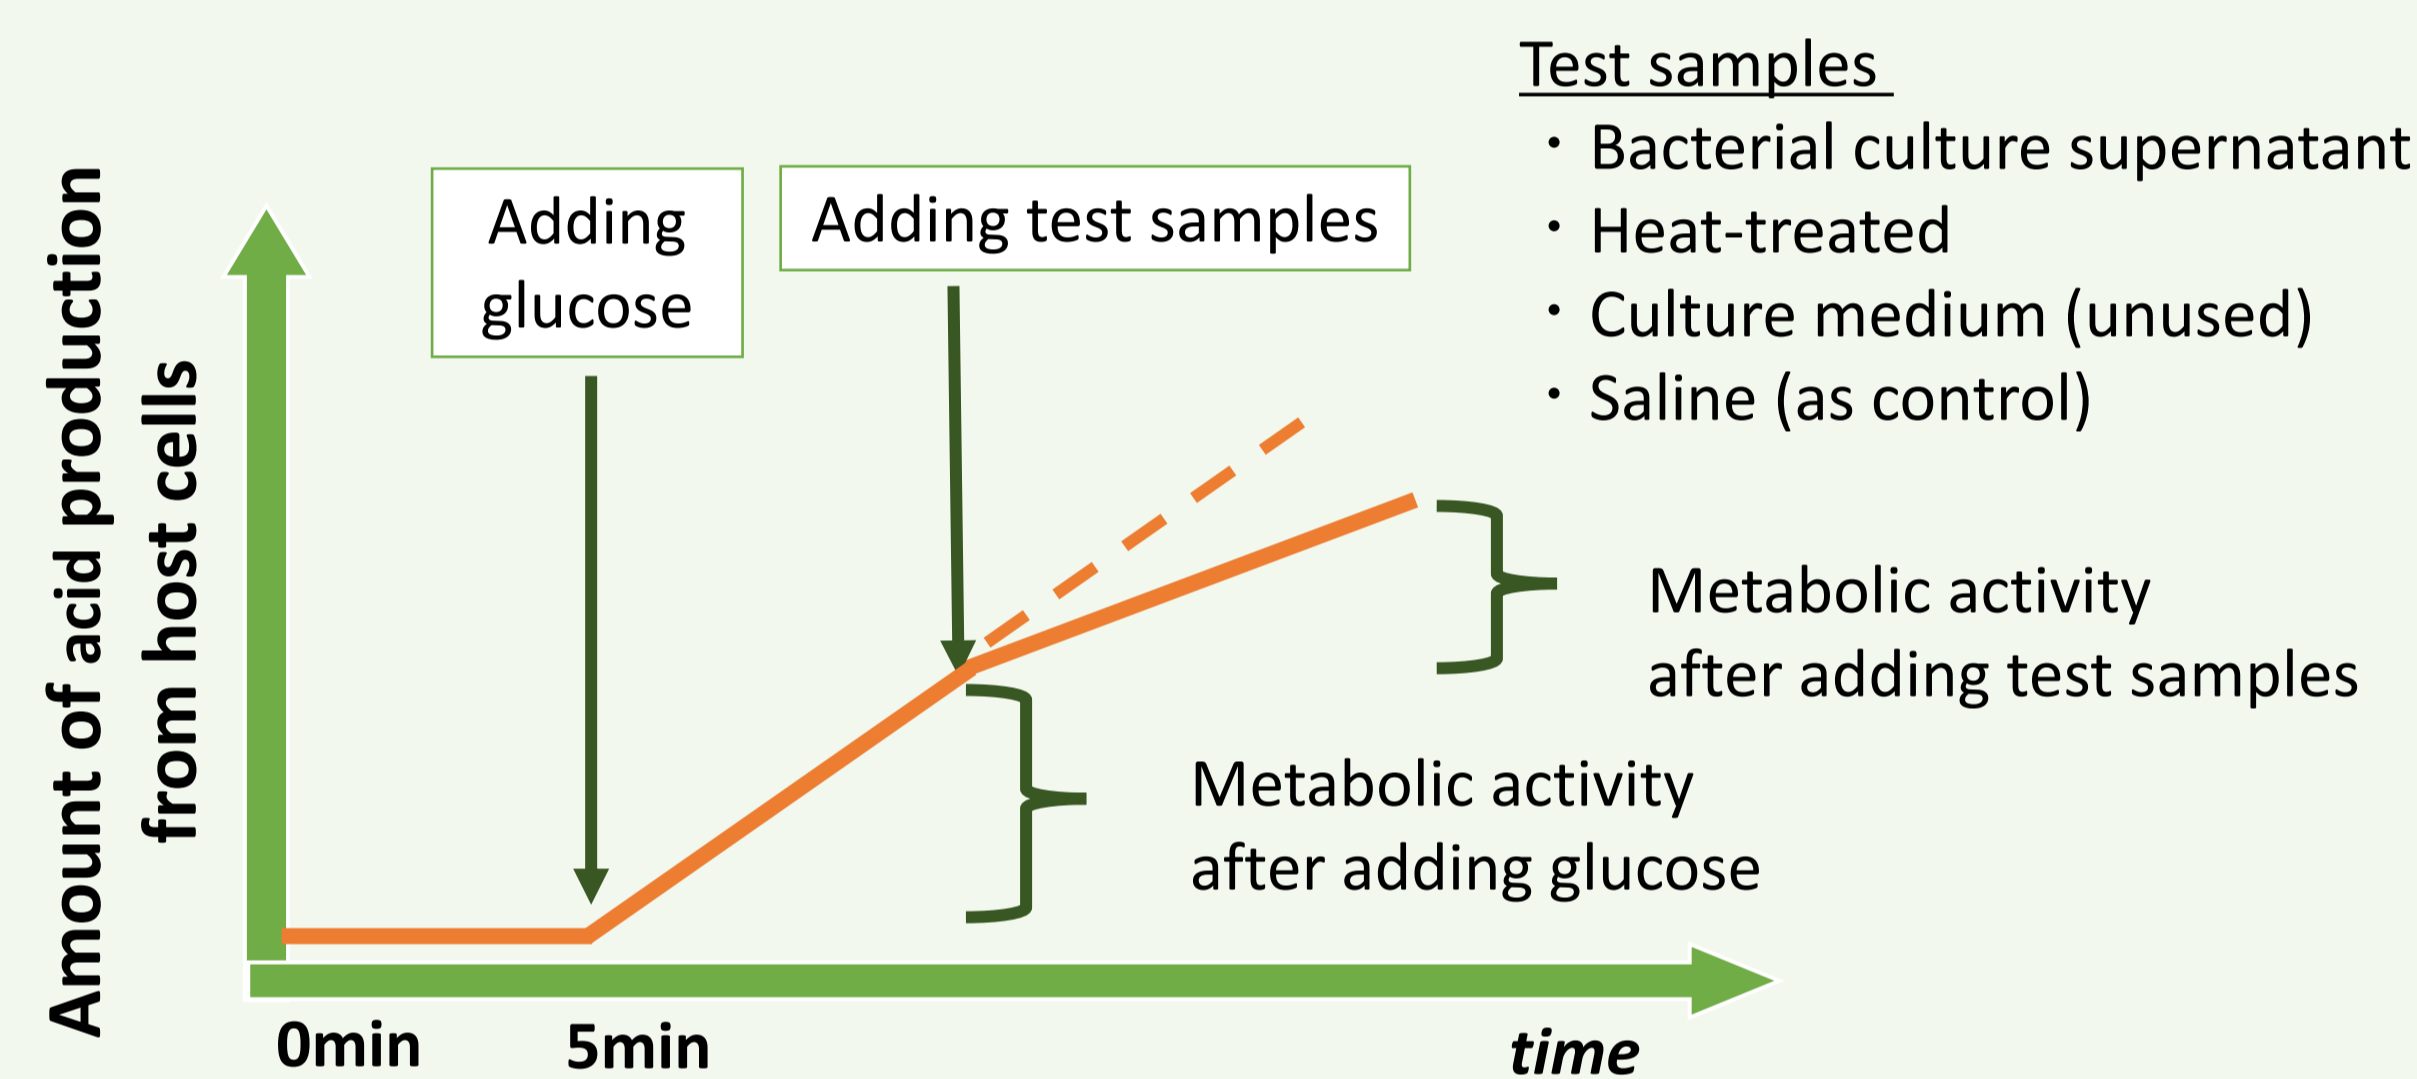 Test samples
・Bacterial culture supernatant
・Heat-treated
・Culture medium (unused)
・Saline (as control)
Adding
glucose
Adding test samples
Amount of acid production
from host cells
Metabolic activity
after adding test samples
Metabolic activity
after adding glucose
0min
5min
time